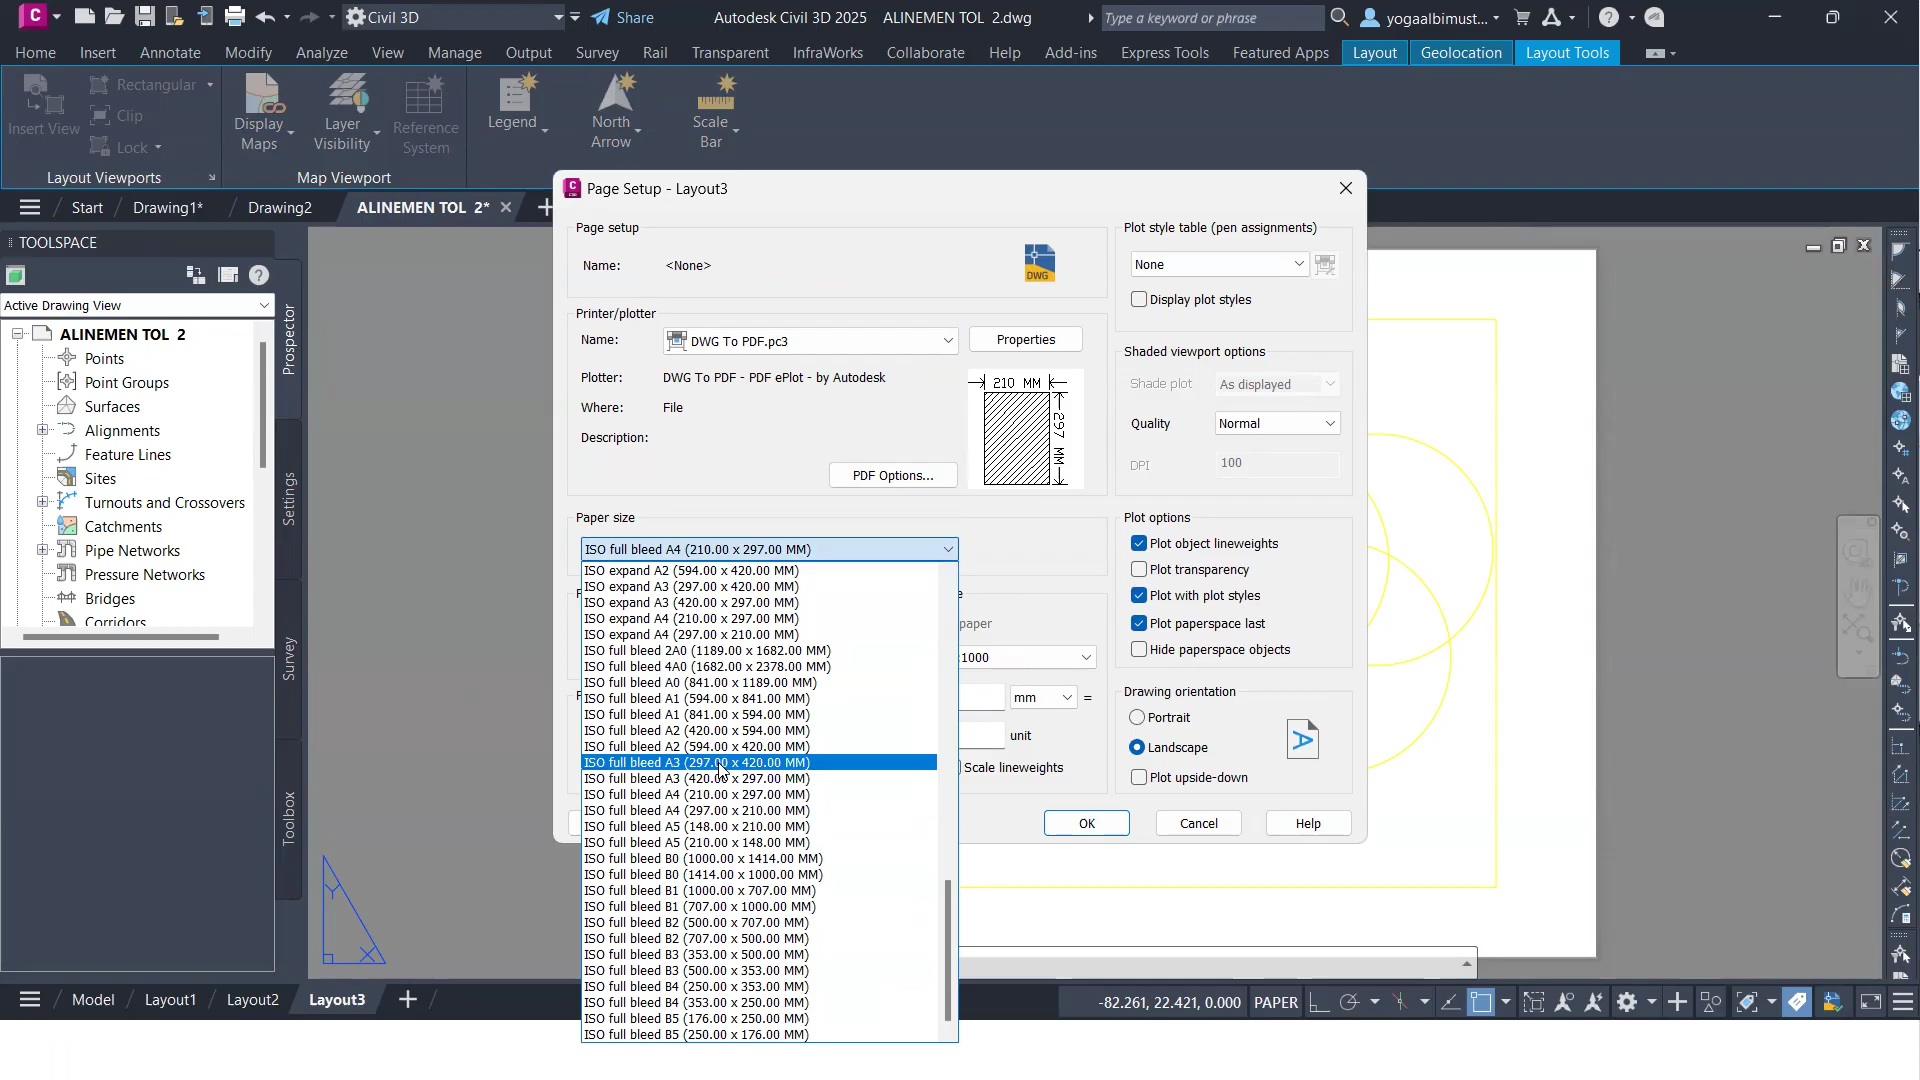 Civil 3D
Share
Autodesk Civil 3D 2025 ALINEMEN TOL 2.dwg
Type a keyword or phrase
yogaalbimust...
Home Insert Annotate Modify Analyze View Manage Output Survey Rail Transparent InfraWorks Collaborate Help Add-ins Express Tools Featured Apps Layout Geolocation Layout Tools
Insert View
Rectangular
Clip
Lock
Display Maps
Layer Visibility
Reference System
Legend
North Arrow
Scale Bar
Layout Viewports
Map Viewport
Start Drawing1* Drawing2 ALINEMEN TOL 2*
TOOLSPACE
Active Drawing View
ALINEMEN TOL 2
Points
Point Groups
Surfaces
Alignments
Feature Lines
Sites
Turnouts and Crossovers
Catchments
Pipe Networks
Pressure Networks
Bridges
Corridors
Prospector
Settings
Survey
Toolbox
Page Setup - Layout3
Page setup
Name: <None>
DWG
Printer/plotter
Name: DWG To PDF.pc3
Properties
Plotter: DWG To PDF - PDF ePlot - by Autodesk
Where: File
Description:
210 MM
297 MM
PDF Options...
Paper size
ISO full bleed A4 (210.00 x 297.00 MM)
ISO expand A2 (594.00 x 420.00 MM)
ISO expand A3 (297.00 x 420.00 MM)
ISO expand A3 (420.00 x 297.00 MM)
ISO expand A4 (210.00 x 297.00 MM)
ISO expand A4 (297.00 x 210.00 MM)
ISO full bleed 2A0 (1189.00 x 1682.00 MM)
ISO full bleed 4A0 (1682.00 x 2378.00 MM)
ISO full bleed A0 (841.00 x 1189.00 MM)
ISO full bleed A1 (594.00 x 841.00 MM)
ISO full bleed A1 (841.00 x 594.00 MM)
ISO full bleed A2 (420.00 x 594.00 MM)
ISO full bleed A2 (594.00 x 420.00 MM)
ISO full bleed A3 (297.00 x 420.00 MM)
ISO full bleed A3 (420.00 x 297.00 MM)
ISO full bleed A4 (210.00 x 297.00 MM)
ISO full bleed A4 (297.00 x 210.00 MM)
ISO full bleed A5 (148.00 x 210.00 MM)
ISO full bleed A5 (210.00 x 148.00 MM)
ISO full bleed B0 (1000.00 x 1414.00 MM)
ISO full bleed B0 (1414.00 x 1000.00 MM)
ISO full bleed B1 (1000.00 x 707.00 MM)
ISO full bleed B1 (707.00 x 1000.00 MM)
ISO full bleed B2 (500.00 x 707.00 MM)
ISO full bleed B2 (707.00 x 500.00 MM)
ISO full bleed B3 (353.00 x 500.00 MM)
ISO full bleed B3 (500.00 x 353.00 MM)
ISO full bleed B4 (250.00 x 353.00 MM)
ISO full bleed B4 (353.00 x 250.00 MM)
ISO full bleed B5 (176.00 x 250.00 MM)
ISO full bleed B5 (250.00 x 176.00 MM)
paper
:1000
mm =
unit
Scale lineweights
Plot style table (pen assignments)
None
Display plot styles
Shaded viewport options
Shade plot As displayed
Quality Normal
DPI 100
Plot options
Plot object lineweights
Plot transparency
Plot with plot styles
Plot paperspace last
Hide paperspace objects
Drawing orientation
Portrait
Landscape
Plot upside-down
A
OK Cancel Help
Y
X
Model Layout1 Layout2 Layout3
-82.261, 22.421, 0.000 PAPER